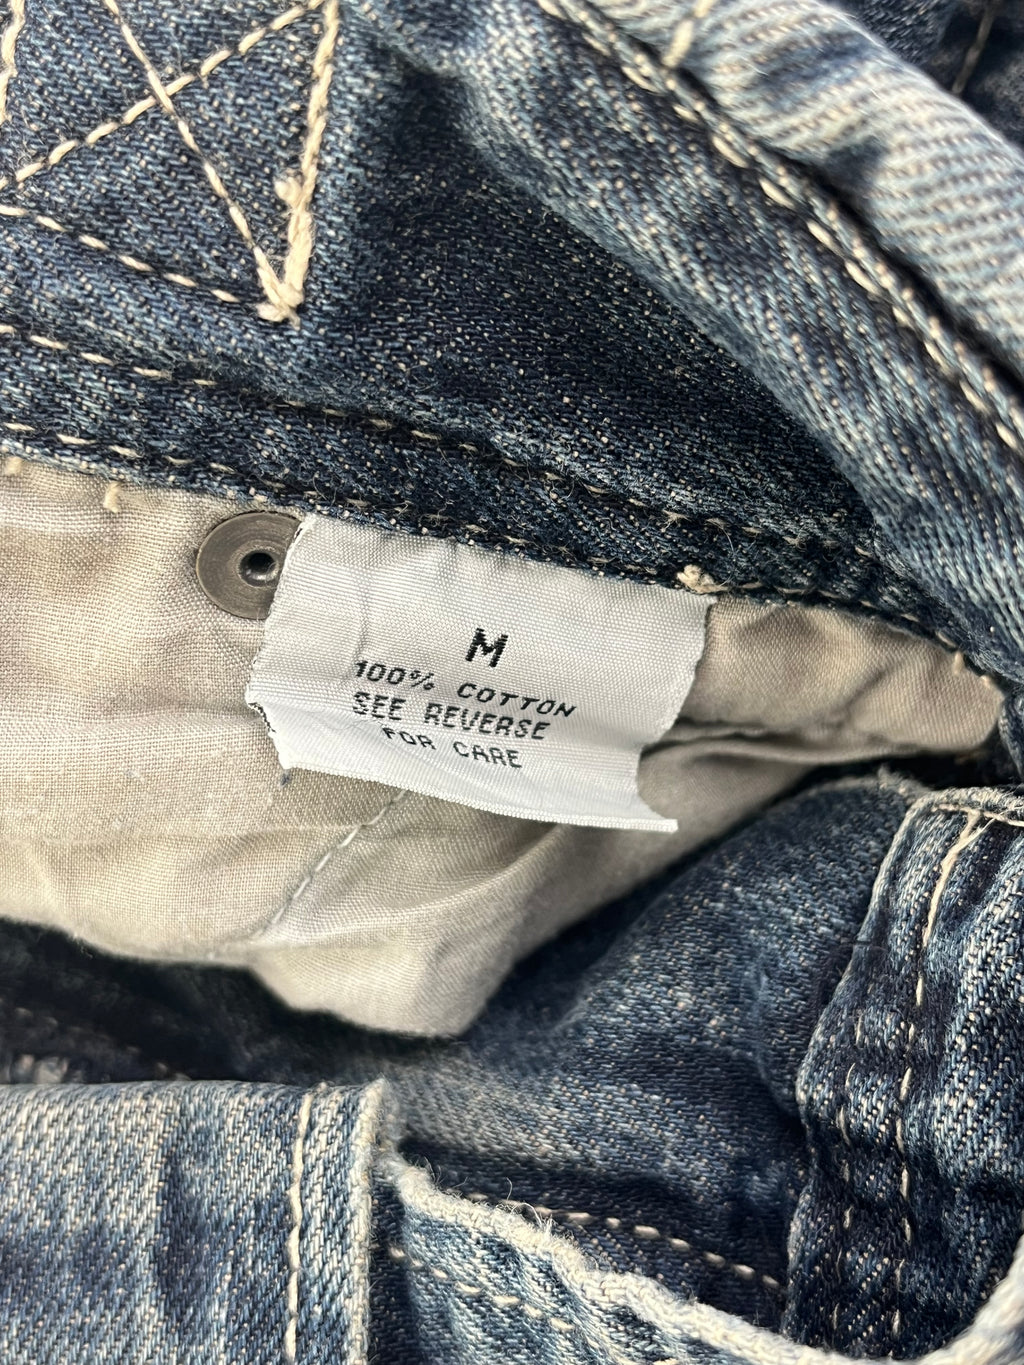 M
100% COTTON
SEE REVERSE
FOR CARE